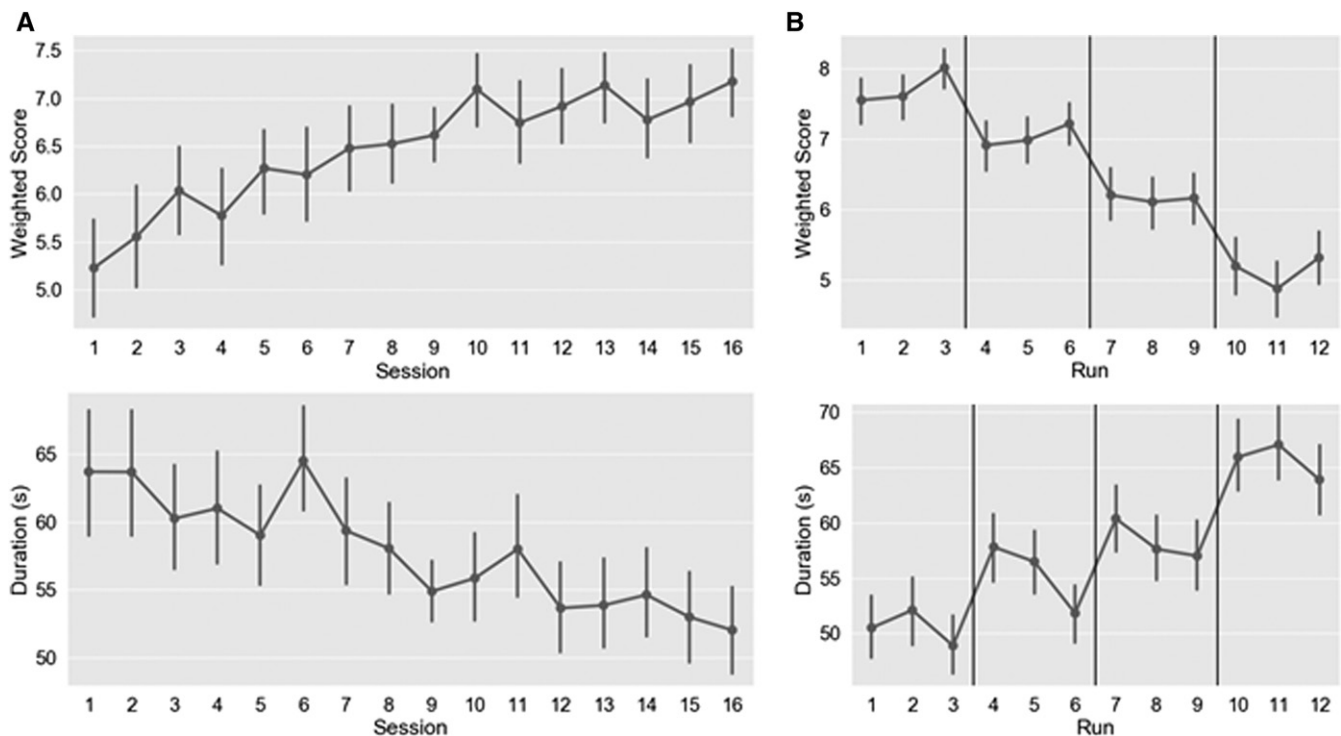 A
B
Weighted Score
7.5
7.0
6.5
6.0
5.5
5.0
1 2 3 4 5 6 7 8 9 10 11 12 13 14 15 16
Session
Weighted Score
8
7
6
5
1 2 3 4 5 6 7 8 9 10 11 12
Run
Duration (s)
65
60
55
50
1 2 3 4 5 6 7 8 9 10 11 12 13 14 15 16
Session
Duration (s)
70
65
60
55
50
1 2 3 4 5 6 7 8 9 10 11 12
Run